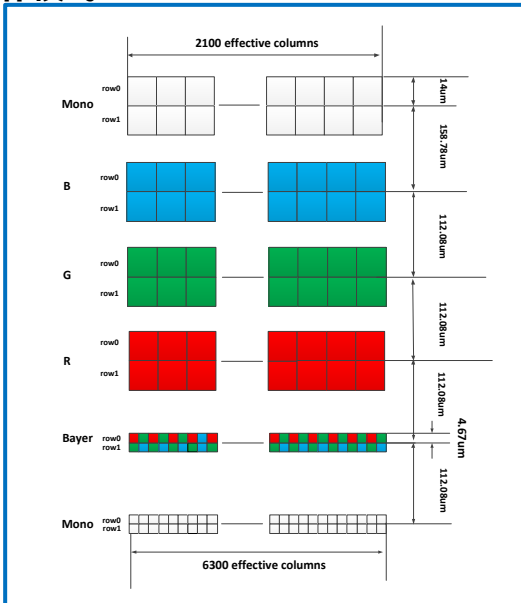 2100 effective columns
Mono
row0
row1
14um
158.78um
B
row0
row1
112.08um
G
row0
row1
112.08um
R
row0
row1
112.08um
Bayer
row0
row1
4.67um
112.08um
Mono
row0
row1
6300 effective columns